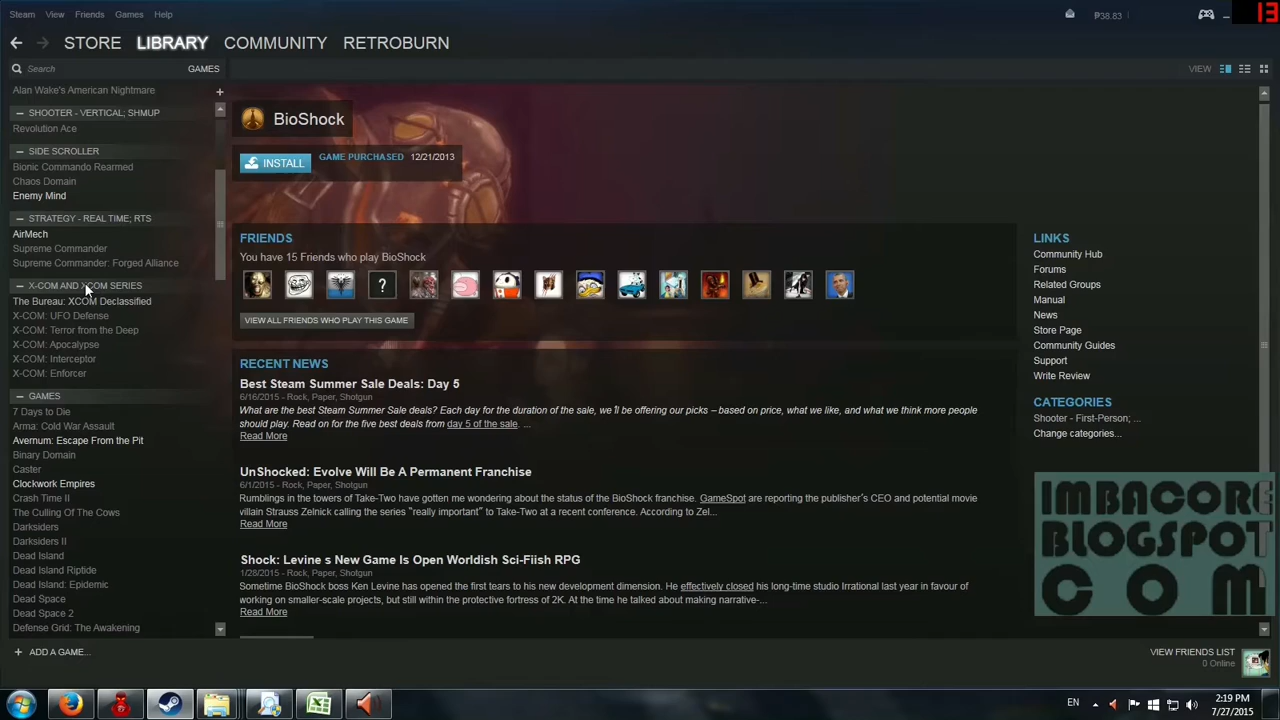 Steam View Friends Games Help
₱38.83
13
STORE LIBRARY COMMUNITY RETROBURN
Search GAMES VIEW
Alan Wake's American Nightmare
SHOOTER - VERTICAL; SHMUP
Revolution Ace
SIDE SCROLLER
Bionic Commando Rearmed
Chaos Domain
Enemy Mind
STRATEGY - REAL TIME; RTS
AirMech
Supreme Commander
Supreme Commander: Forged Alliance
X-COM AND XCOM SERIES
The Bureau: XCOM Declassified
X-COM: UFO Defense
X-COM: Terror from the Deep
X-COM: Apocalypse
X-COM: Interceptor
X-COM: Enforcer
GAMES
7 Days to Die
Arma: Cold War Assault
Avernum: Escape From the Pit
Binary Domain
Caster
Clockwork Empires
Crash Time II
The Culling Of The Cows
Darksiders
Darksiders II
Dead Island
Dead Island Riptide
Dead Island: Epidemic
Dead Space
Dead Space 2
Defense Grid: The Awakening
+ ADD A GAME...
BioShock
INSTALL GAME PURCHASED 12/21/2013
FRIENDS
You have 15 Friends who play BioShock
?
VIEW ALL FRIENDS WHO PLAY THIS GAME
RECENT NEWS
Best Steam Summer Sale Deals: Day 5
6/16/2015 - Rock, Paper, Shotgun
What are the best Steam Summer Sale deals? Each day for the duration of the sale, we'll be offering our picks – based on price, what we like, and what we think more people
should play. Read on for the five best deals from day 5 of the sale. ...
Read More
UnShocked: Evolve Will Be A Permanent Franchise
6/1/2015 - Rock, Paper, Shotgun
Rumblings in the towers of Take-Two have gotten me wondering about the status of the BioShock franchise. GameSpot are reporting the publisher's CEO and potential movie
villain Strauss Zelnick calling the series "really important" to Take-Two at a recent conference. According to Zel...
Read More
Shock: Levine s New Game Is Open Worldish Sci-Fiish RPG
1/28/2015 - Rock, Paper, Shotgun
Sometime BioShock boss Ken Levine has opened the first tears to his new development dimension. He effectively closed his long-time studio Irrational last year in favour of
working on smaller-scale projects, but still within the protective fortress of 2K. At the time he talked about making narrative-...
Read More
LINKS
Community Hub
Forums
Related Groups
Manual
News
Store Page
Community Guides
Support
Write Review
CATEGORIES
Shooter - First-Person; ...
Change categories...
IMBACORE
BLOGSPOT
COM
VIEW FRIENDS LIST
0 Online
EN
2:19 PM
7/27/2015